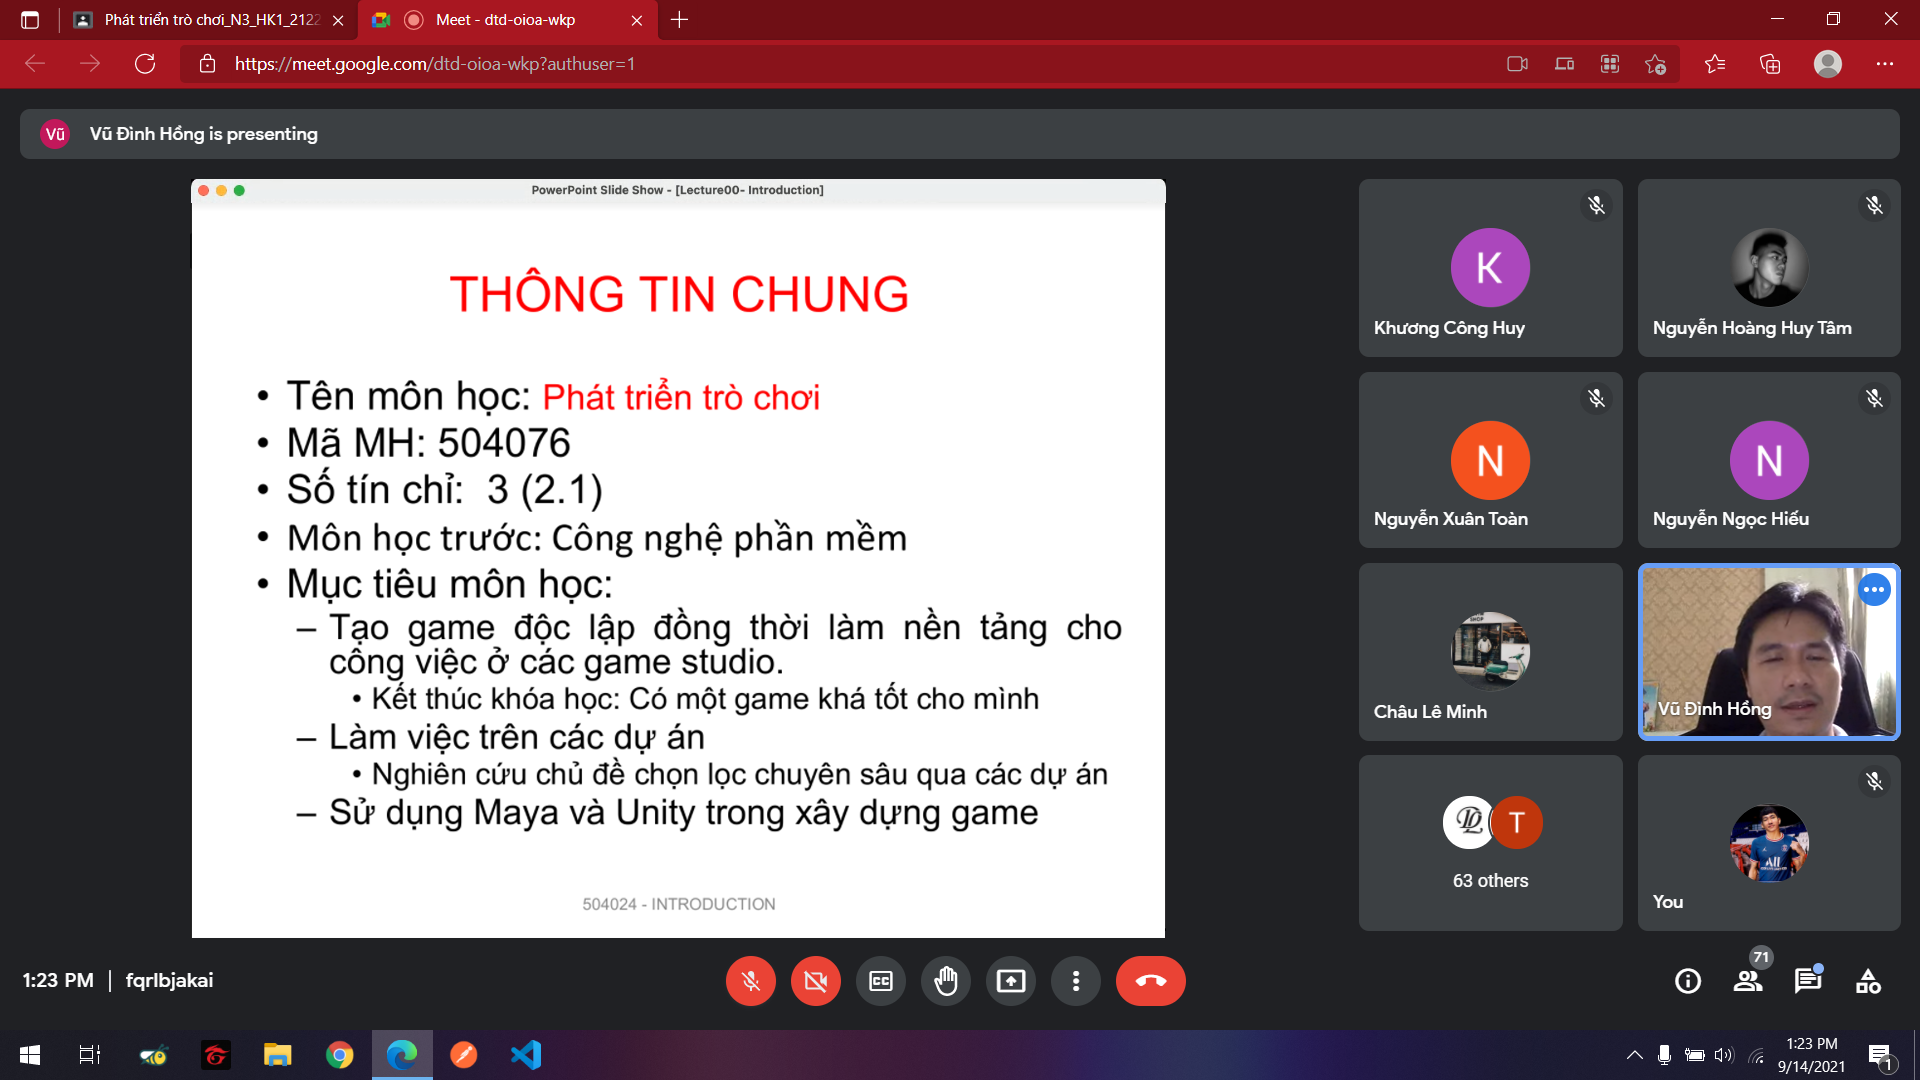 Phát triển trò chơi_N3_HK1_2122
Meet - dtd-oioa-wkp
https://meet.google.com/dtd-oioa-wkp?authuser=1
Vũ
Vũ Đình Hồng is presenting
PowerPoint Slide Show - [Lecture00- Introduction]
THÔNG TIN CHUNG
• Tên môn học: Phát triển trò chơi
• Mã MH: 504076
• Số tín chỉ: 3 (2.1)
• Môn học trước: Công nghệ phần mềm
• Mục tiêu môn học:
– Tạo game độc lập đồng thời làm nền tảng cho
công việc ở các game studio.
• Kết thúc khóa học: Có một game khá tốt cho mình
– Làm việc trên các dự án
• Nghiên cứu chủ đề chọn lọc chuyên sâu qua các dự án
– Sử dụng Maya và Unity trong xây dựng game
504024 - INTRODUCTION
K
Khương Công Huy
Nguyễn Hoàng Huy Tâm
N
Nguyễn Xuân Toàn
N
Nguyễn Ngọc Hiếu
SHOP
Châu Lê Minh
Vũ Đình Hồng
DL
T
63 others
ALL
You
1:23 PM | fqrlbjakai
CC
71
1:23 PM
9/14/2021
1